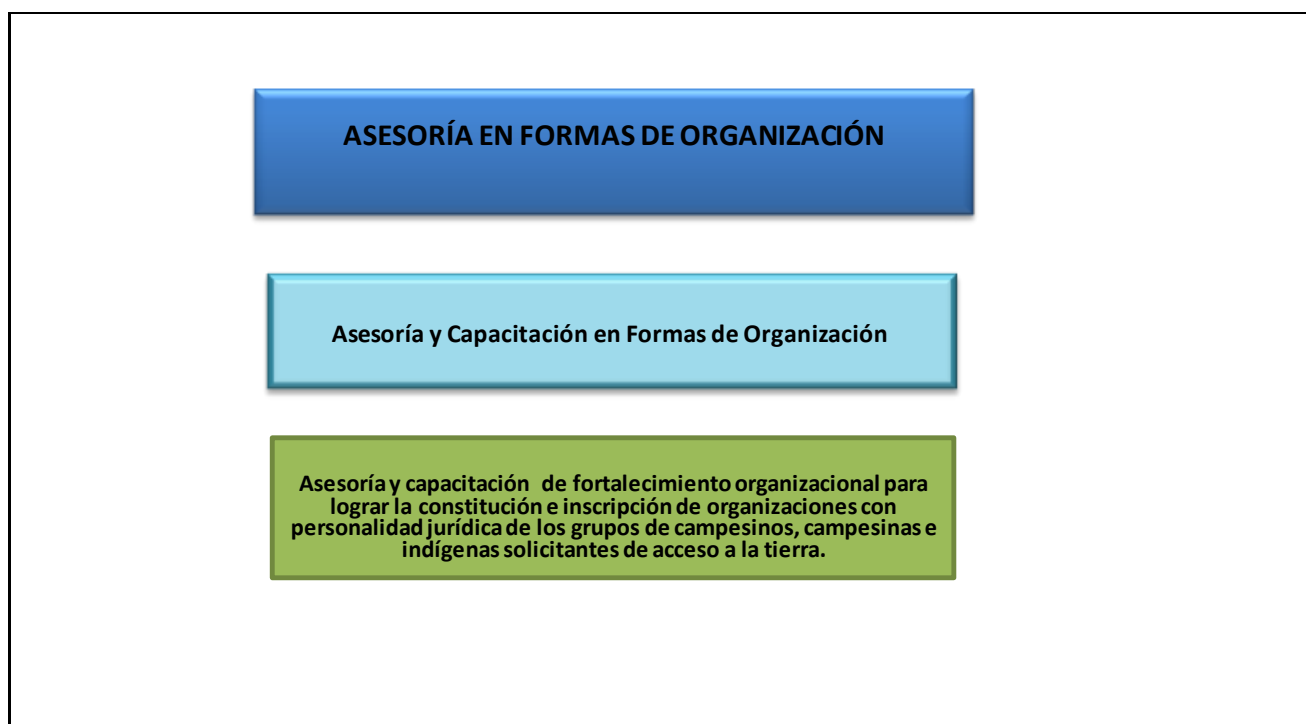 ASESORÍA EN FORMAS DE ORGANIZACIÓN
Asesoría y Capacitación en Formas de Organización
Asesoría y capacitación de fortalecimiento organizacional para
lograr la constitución e inscripción de organizaciones con
personalidad jurídica de los grupos de campesinos, campesinas e
indígenas solicitantes de acceso a la tierra.